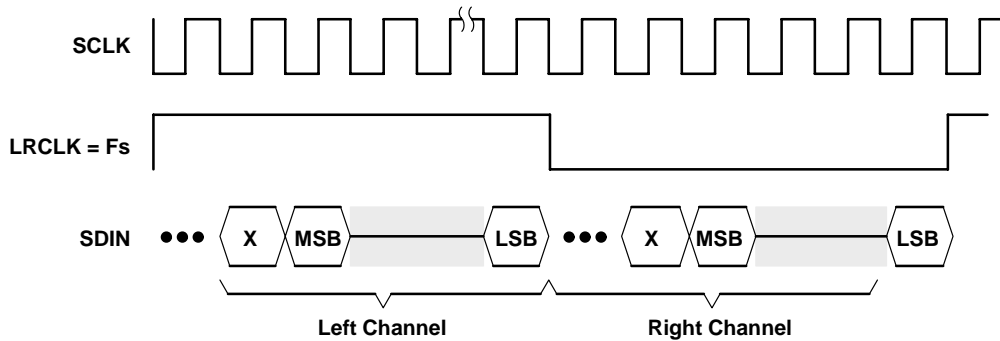 SCLK
LRCLK = Fs
SDIN ••• X MSB LSB ••• X MSB LSB
Left Channel Right Channel